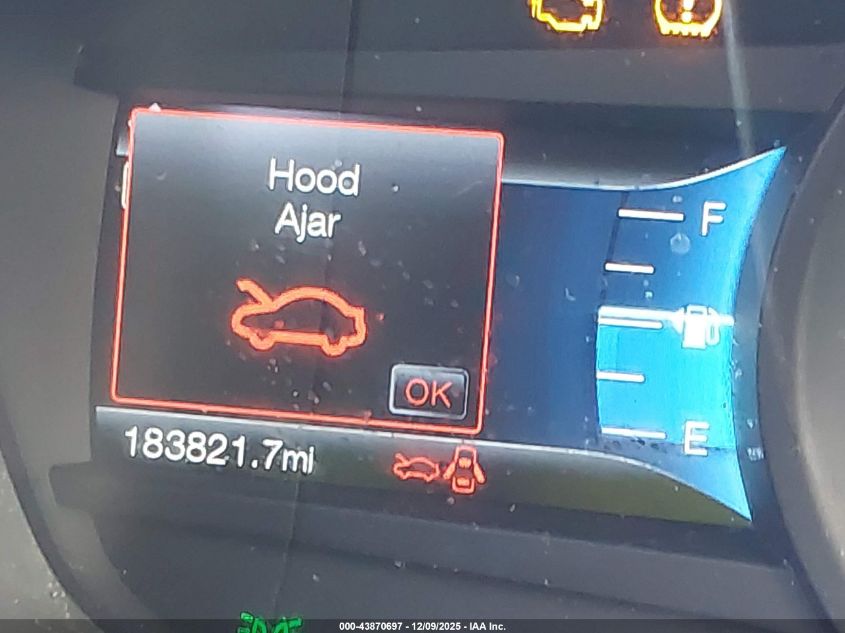 Hood
Ajar
OK
F
E
183821.7mi
000-43870697 - 12/09/2025 - IAA Inc.